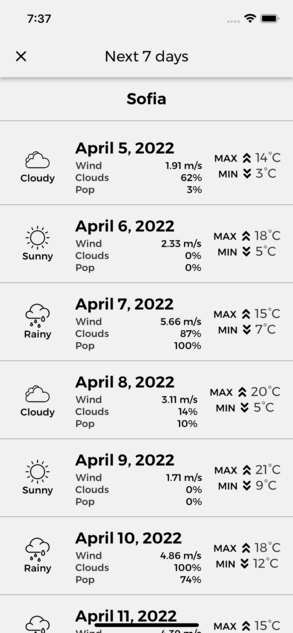 7:37
Next 7 days
Sofia
April 5, 2022
Wind 1.91 m/s
Clouds 62%
Pop 3%
Cloudy
MAX 14°C
MIN 3°C
April 6, 2022
Wind 2.33 m/s
Clouds 0%
Pop 0%
Sunny
MAX 18°C
MIN 5°C
April 7, 2022
Wind 5.66 m/s
Clouds 87%
Pop 100%
Rainy
MAX 15°C
MIN 7°C
April 8, 2022
Wind 3.11 m/s
Clouds 14%
Pop 10%
Cloudy
MAX 20°C
MIN 5°C
April 9, 2022
Wind 1.71 m/s
Clouds 0%
Pop 0%
Sunny
MAX 21°C
MIN 9°C
April 10, 2022
Wind 4.86 m/s
Clouds 100%
Pop 74%
Rainy
MAX 18°C
MIN 12°C
April 11, 2022
Wind 4.39 m/s
MAX 15°C